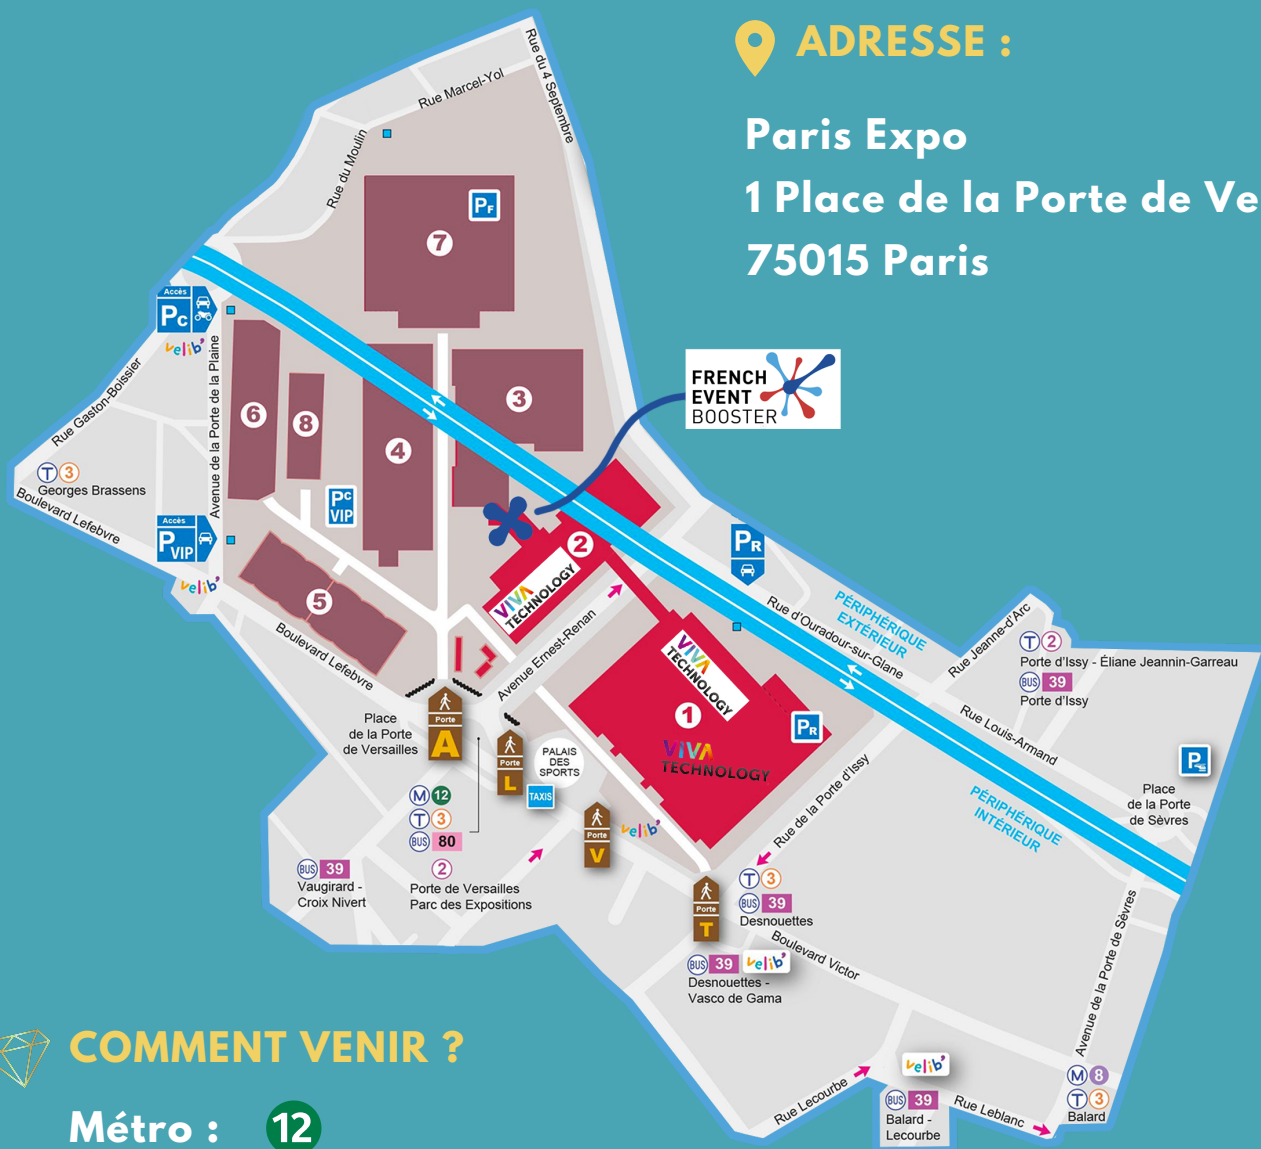 ADRESSE :
Paris Expo
1 Place de la Porte de Ve
75015 Paris
Rue du 4 Septembre
Rue Marcel-Yol
Rue du Moulin
PF
7
Accès
Pc
velib'
Rue Gaston-Boissier
Avenue de la Porte de la Plaine
6
8
4
3
FRENCH
EVENT
BOOSTER
T 3
Georges Brassens
Boulevard Lefebvre
Accès
PVIP
velib'
PC
VIP
5
Boulevard Lefebvre
2
VIVA
TECHNOLOGY
Avenue Ernest-Renan
PR
Rue d'Ouradour-sur-Glane
PÉRIPHÉRIQUE
EXTÉRIEUR
Rue Jeanne-d'Arc
T 2
Porte d'Issy - Éliane Jeannin-Garreau
BUS 39
Porte d'Issy
VIVA
TECHNOLOGY
1
VIVA
TECHNOLOGY
PR
Rue Louis-Armand
PÉRIPHÉRIQUE
INTÉRIEUR
P
Place
de la Porte
de Sèvres
Place
de la Porte
de Versailles
Porte
A
Porte
L
PALAIS
DES
SPORTS
TAXIS
Porte
V
velib'
Rue de la Porte d'Issy
M 12
T 3
BUS 80
2
Porte de Versailles
Parc des Expositions
BUS 39
Vaugirard -
Croix Nivert
Porte
T
T 3
BUS 39
Desnouettes
BUS 39 velib'
Desnouettes -
Vasco de Gama
Boulevard Victor
Avenue de la Porte de Sèvres
Rue Lecourbe
velib'
BUS 39
Balard -
Lecourbe
Rue Leblanc
M 8
T 3
Balard
COMMENT VENIR ?
Métro : 12